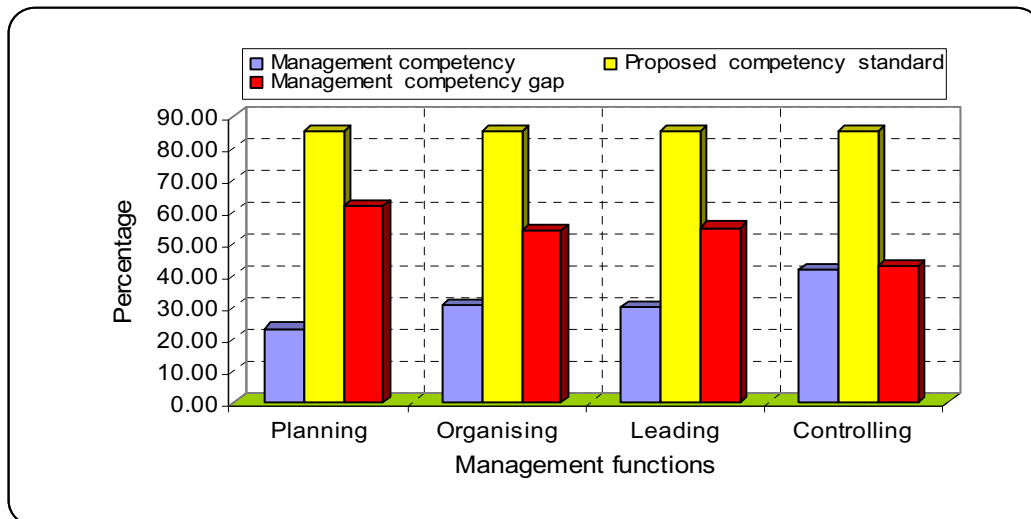 Management competency
Proposed competency standard
Management competency gap
90.00
80.00
70.00
60.00
50.00
40.00
30.00
20.00
10.00
0.00
Percentage
Planning
Organising
Leading
Controlling
Management functions